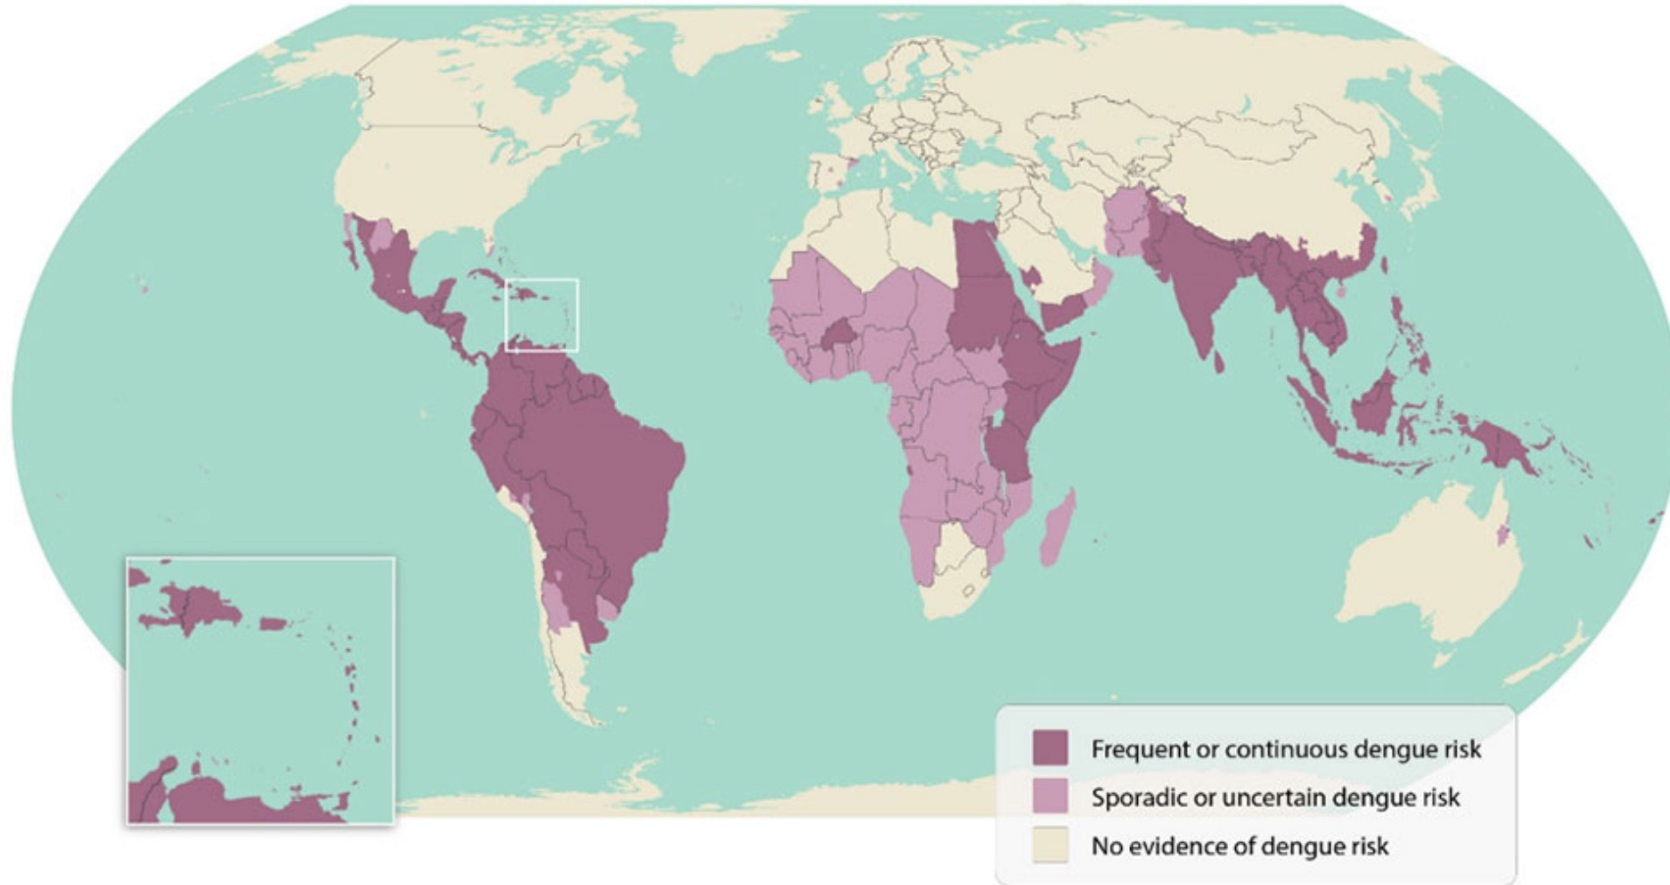 Frequent or continuous dengue risk
Sporadic or uncertain dengue risk
No evidence of dengue risk